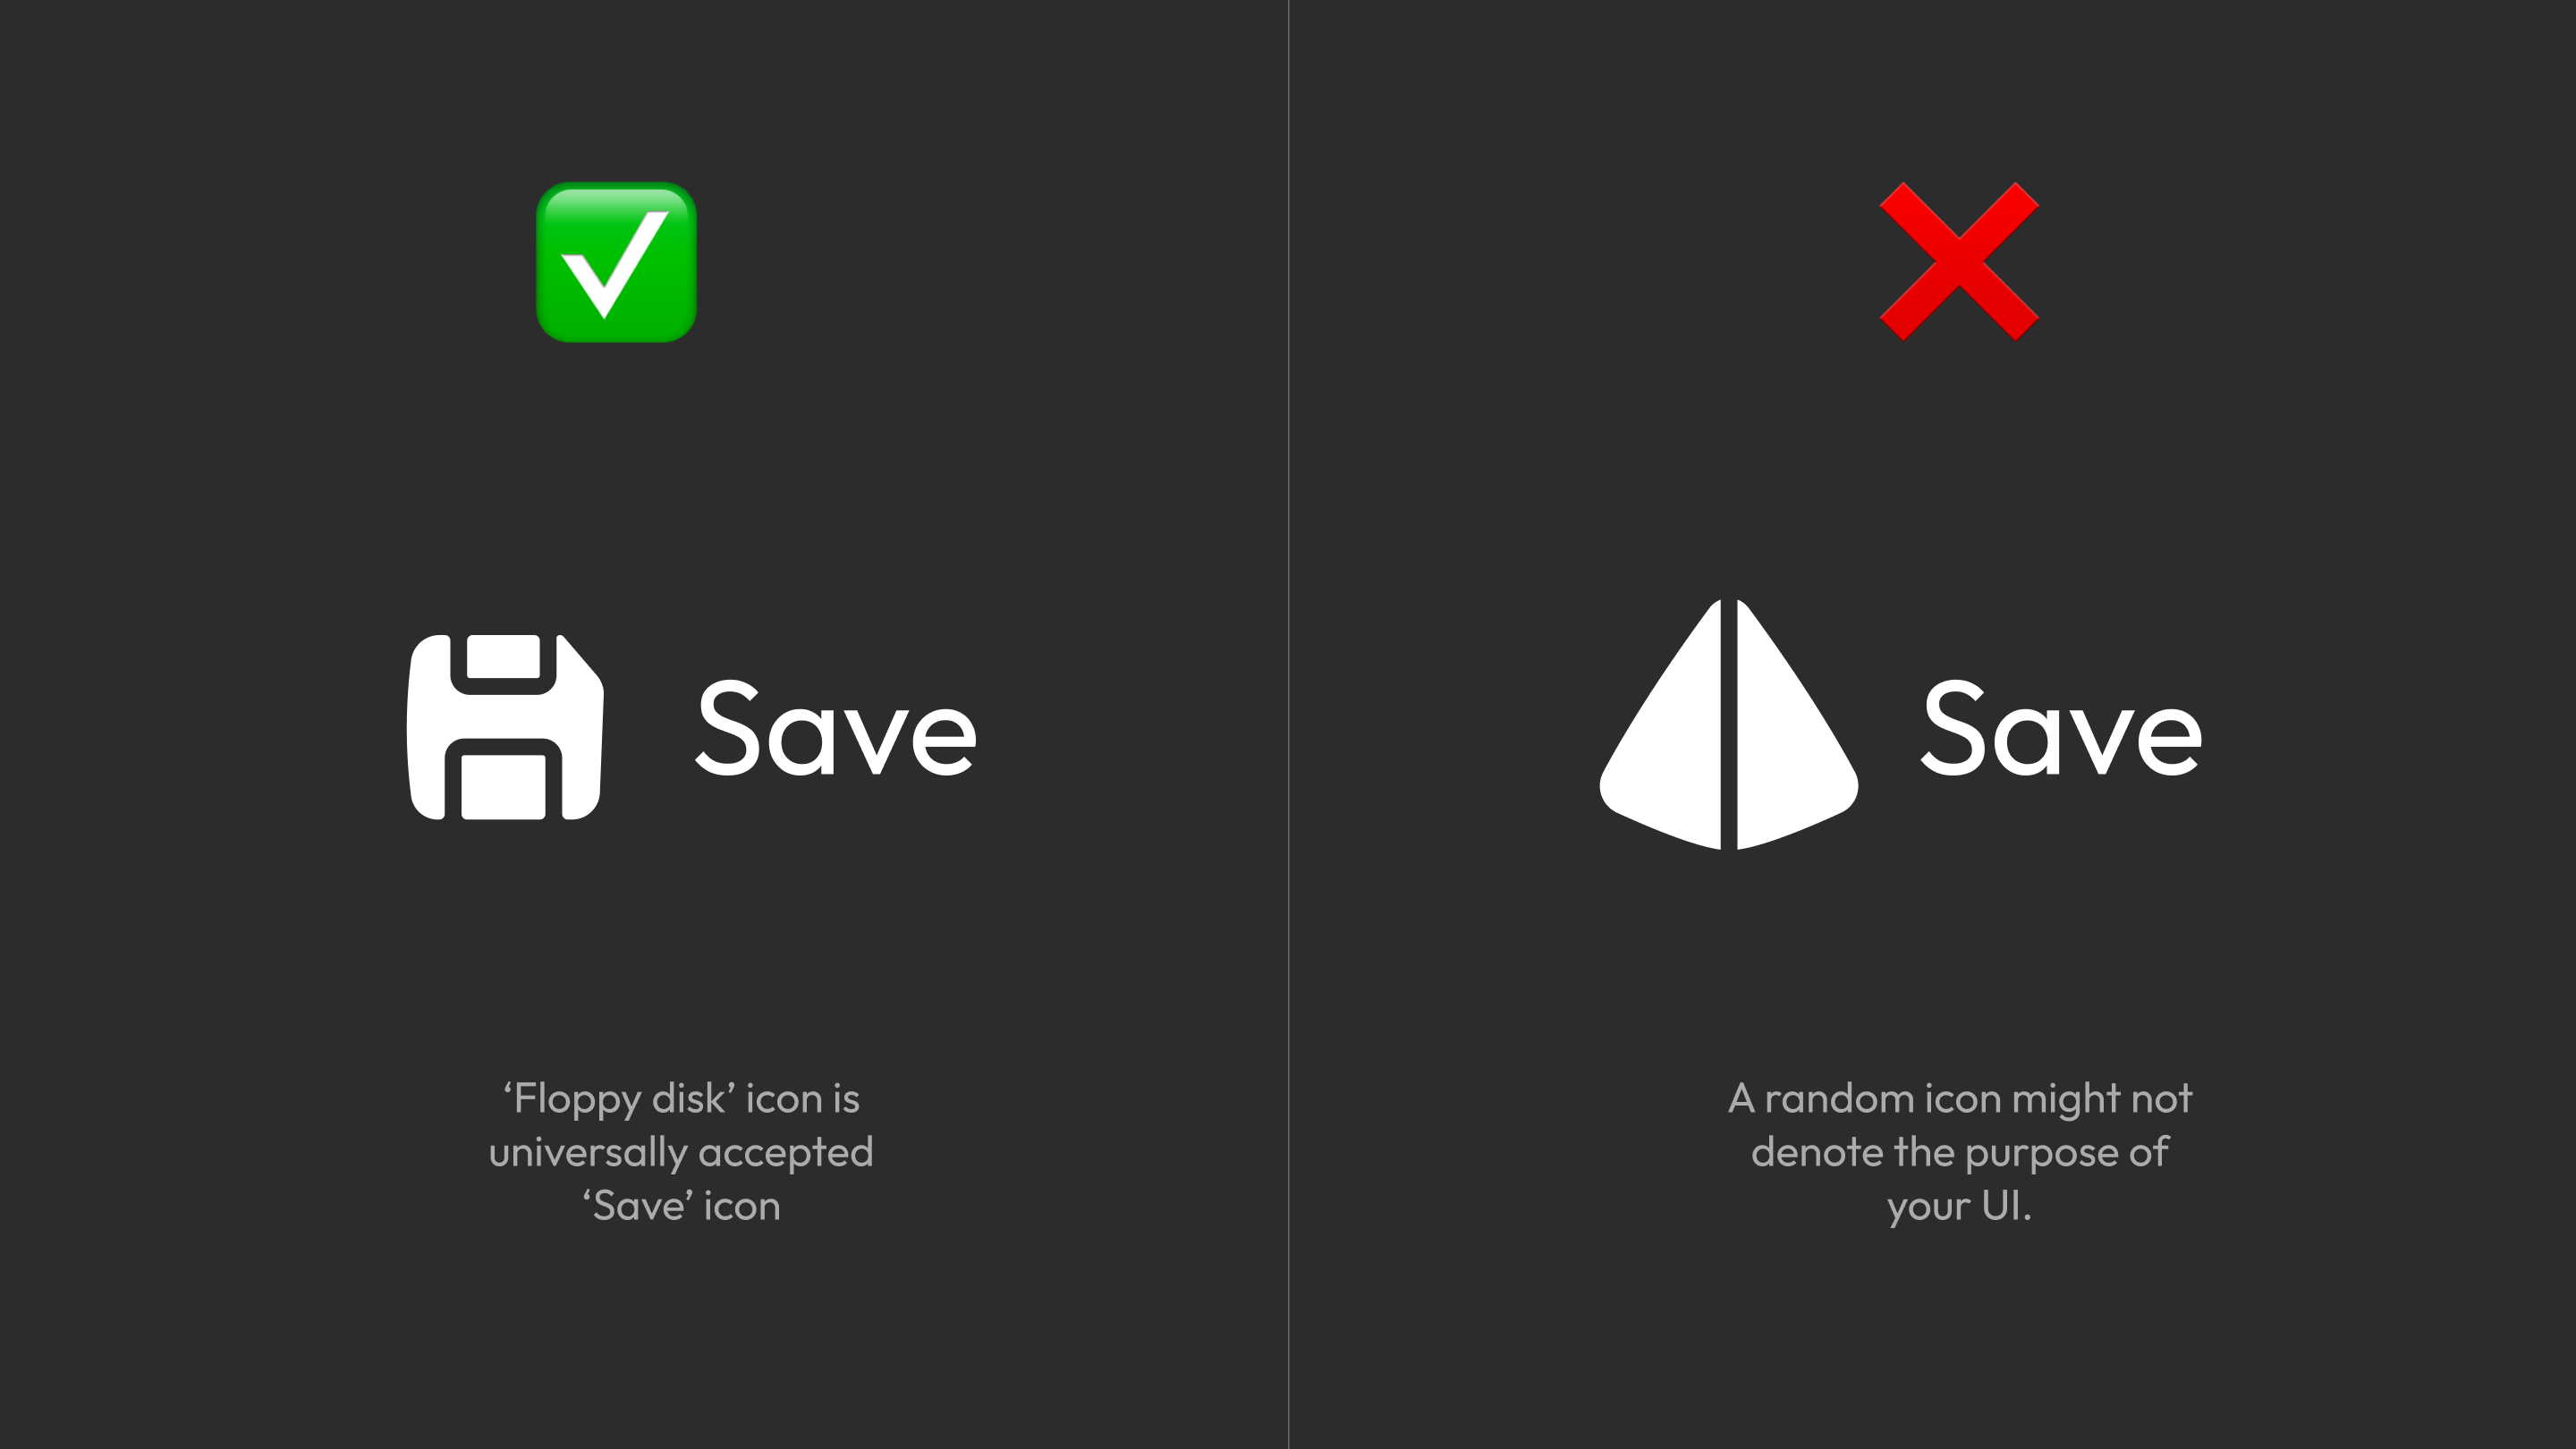 Save
‘Floppy disk’ icon is
universally accepted
‘Save’ icon
Save
A random icon might not
denote the purpose of
your UI.